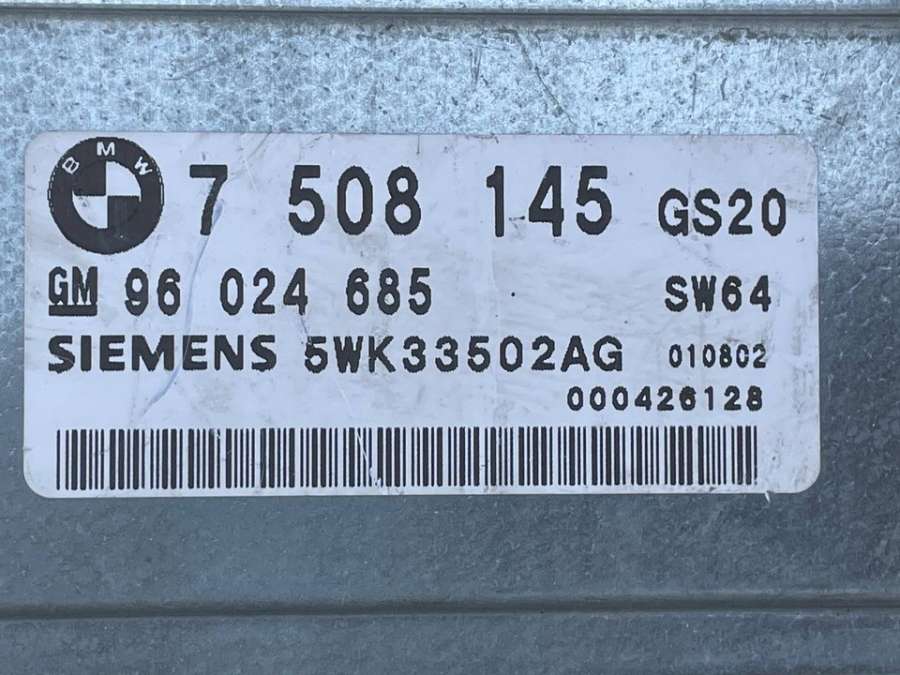 BMW 7 508 145 GS20
GM 96 024 685 SW64
SIEMENS 5WK33502AG 010802
000426128